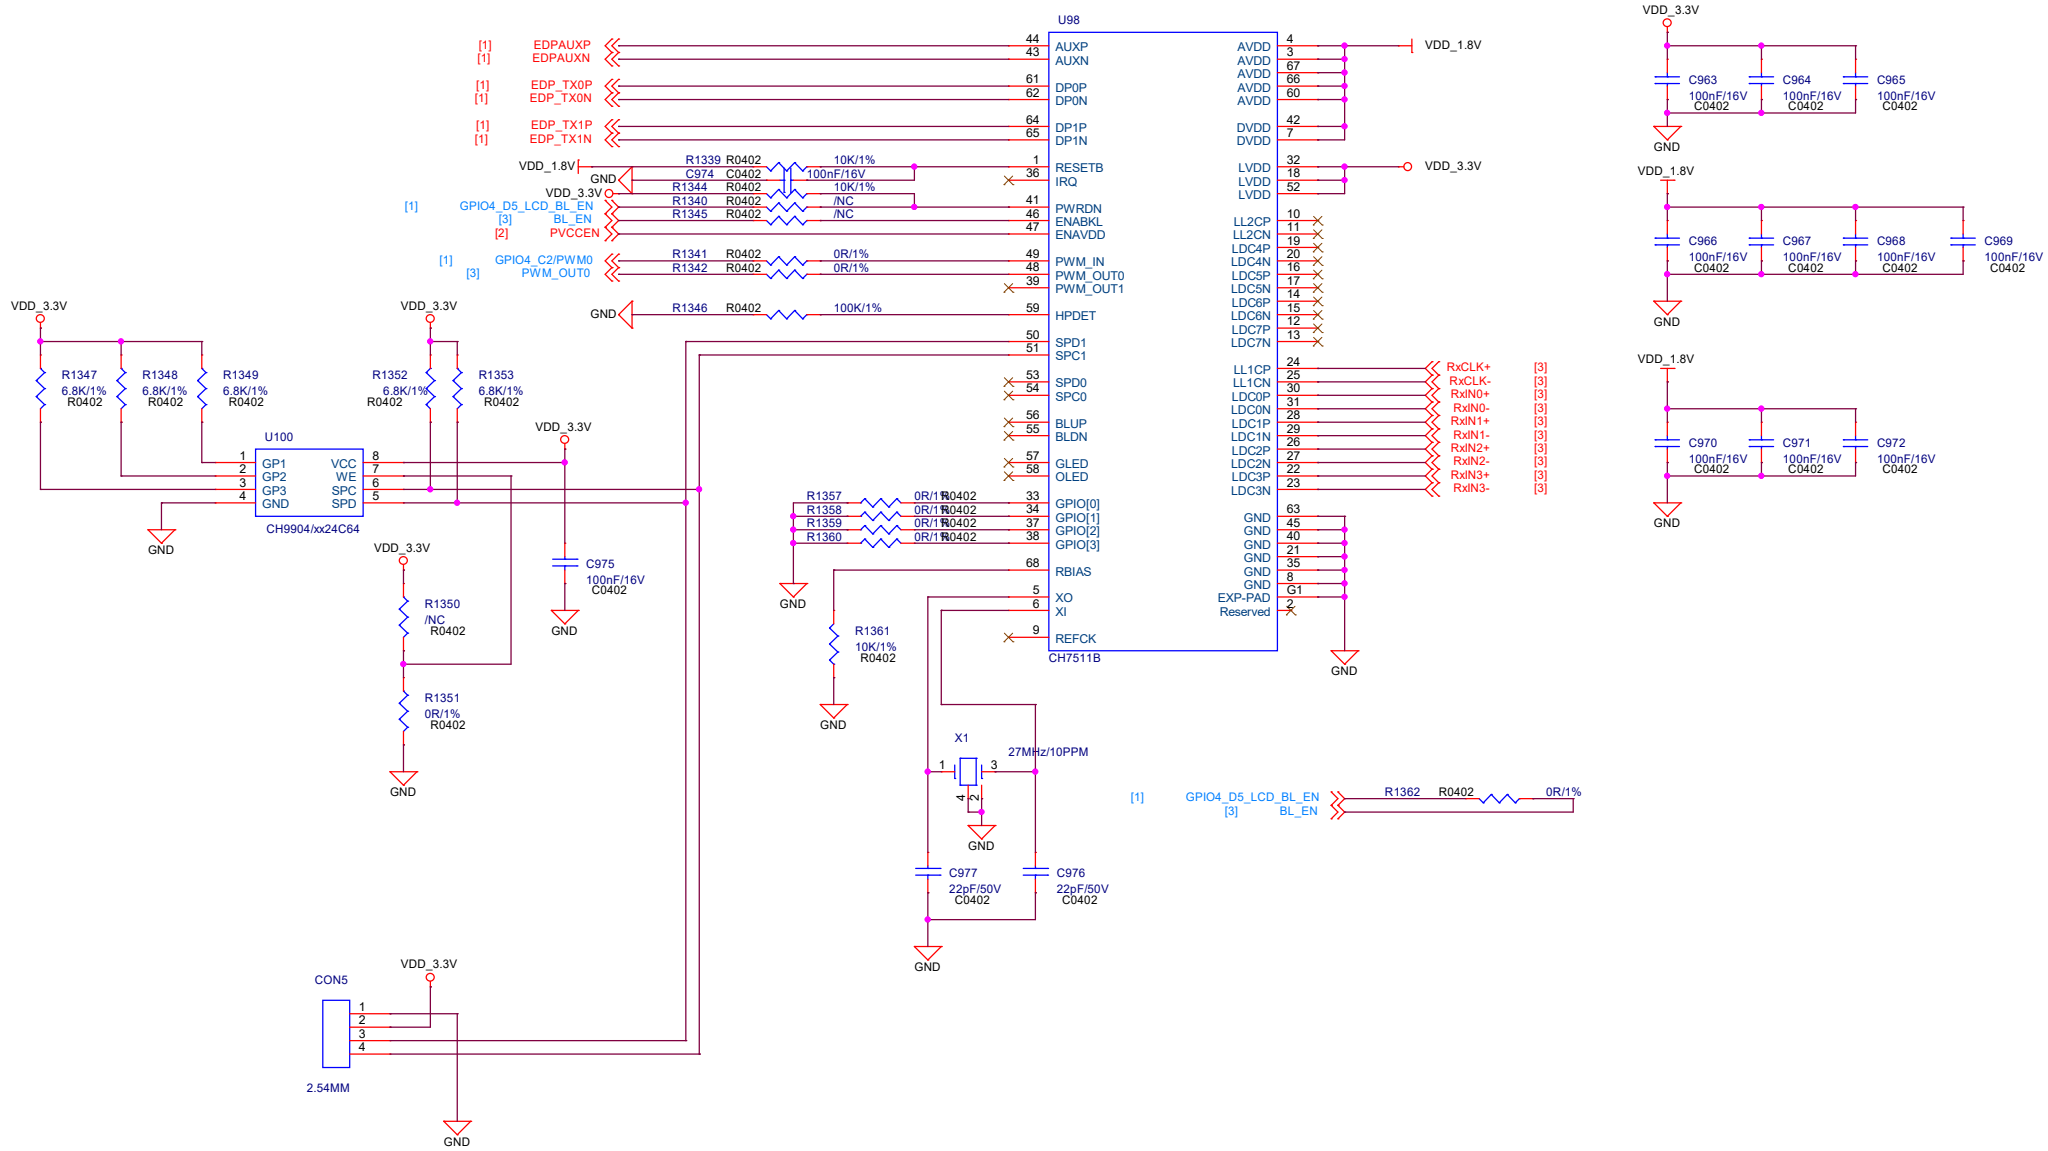 U98
[1] EDPAUXP
[1] EDPAUXN
[1] EDP_TX0P
[1] EDP_TX0N
[1] EDP_TX1P
[1] EDP_TX1N
VDD_1.8V R1339 R0402 10K/1%
GND C974 C0402 100nF/16V
VDD_3.3V R1344 R0402 10K/1%
[1] GPIO4_D5_LCD_BL_EN R1340 R0402 /NC
[3] BL_EN R1345 R0402 /NC
[2] PVCCEN
[1] GPIO4_C2/PWM0 R1341 R0402 0R/1%
[3] PWM_OUT0 R1342 R0402 0R/1%
GND R1346 R0402 100K/1%
44 AUXP
43 AUXN
61 DP0P
62 DP0N
64 DP1P
65 DP1N
1 RESETB
36 IRQ
41 PWRDN
46 ENABKL
47 ENAVDD
49 PWM_IN
48 PWM_OUT0
39 PWM_OUT1
59 HPDET
50 SPD1
51 SPC1
53 SPD0
54 SPC0
56 BLUP
55 BLDN
57 GLED
58 OLED
33 GPIO[0]
34 GPIO[1]
37 GPIO[2]
38 GPIO[3]
68 RBIAS
5 XO
6 XI
9 REFCK
CH7511B
AVDD 4
AVDD 3
AVDD 67
AVDD 66
AVDD 60
DVDD 42
DVDD 7
LVDD 32
LVDD 18
LVDD 52
LL2CP 10
LL2CN 11
LDC4P 19
LDC4N 20
LDC5P 16
LDC5N 17
LDC6P 14
LDC6N 15
LDC7P 12
LDC7N 13
LL1CP 24
LL1CN 25
LDC0P 30
LDC0N 31
LDC1P 28
LDC1N 29
LDC2P 26
LDC2N 27
LDC3P 22
LDC3N 23
GND 63
GND 45
GND 40
GND 21
GND 35
GND 8
EXP-PAD G1
Reserved 2
VDD_1.8V
VDD_3.3V
RxCLK+ [3]
RxCLK- [3]
RxIN0+ [3]
RxIN0- [3]
RxIN1+ [3]
RxIN1- [3]
RxIN2+ [3]
RxIN2- [3]
RxIN3+ [3]
RxIN3- [3]
GND
VDD_3.3V
C963 C964 C965
100nF/16V 100nF/16V 100nF/16V
C0402 C0402 C0402
GND
VDD_1.8V
C966 C967 C968 C969
100nF/16V 100nF/16V 100nF/16V 100nF/16V
C0402 C0402 C0402 C0402
GND
VDD_1.8V
C970 C971 C972
100nF/16V 100nF/16V 100nF/16V
C0402 C0402 C0402
GND
VDD_3.3V VDD_3.3V
R1347 R1348 R1349 R1352 R1353
6.8K/1% 6.8K/1% 6.8K/1% 6.8K/1% 6.8K/1%
R0402 R0402 R0402 R0402 R0402
U100
1 GP1 VCC 8
2 GP2 WE 7
3 GP3 SPC 6
4 GND SPD 5
CH9904/xx24C64
GND
VDD_3.3V
C975
100nF/16V
C0402
GND
VDD_3.3V
R1350
/NC
R0402
R1351
0R/1%
R0402
GND
R1357 0R/1% R0402
R1358 0R/1% R0402
R1359 0R/1% R0402
R1360 0R/1% R0402
GND
R1361
10K/1%
R0402
GND
X1
27MHz/10PPM
1 3
4 2
GND
C977 C976
22pF/50V 22pF/50V
C0402 C0402
GND
[1] GPIO4_D5_LCD_BL_EN R1362 R0402 0R/1%
[3] BL_EN
VDD_3.3V
CON5
1
2
3
4
2.54MM
GND